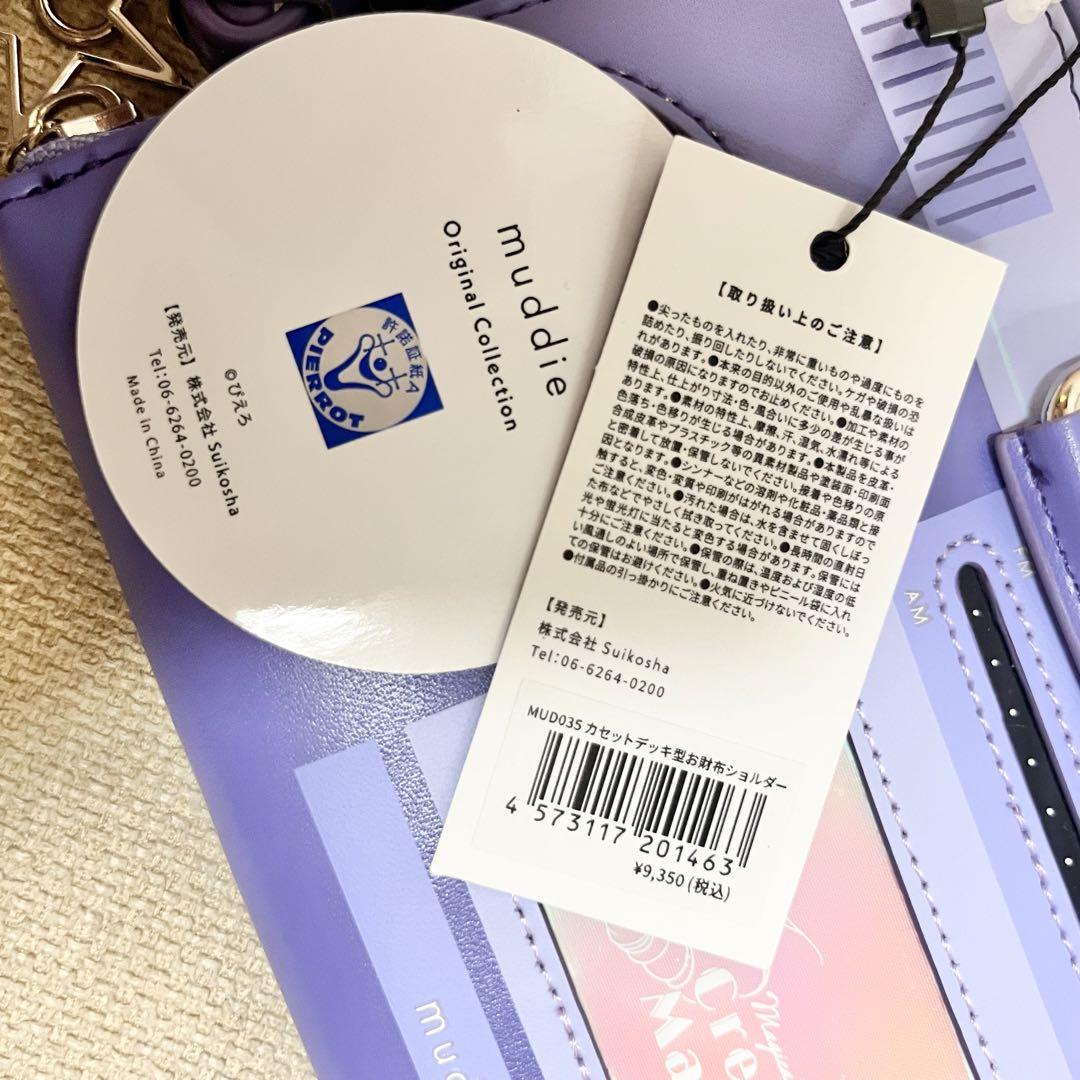 muddie
Original Collection
許諾証紙A
PIERROT
©ぴえろ
【発売元】株式会社 Suikosha
Tel:06-6264-0200
Made in China
【取り扱い上のご注意】
●尖ったものを入れたり、非常に重いものや過度にものを
詰めたり、振り回したりしないでください。ケガや破損の恐
れがあります。●本来の目的以外のご使用や乱暴な扱いは
破損の原因になりますのでお止めください。●加工や素材の
特性上、仕上がり寸法・色・風合いに多少の差が生じる事が
あります。●素材の特性上、摩擦、汗、湿気、水濡れ等による
色落ち・色移りが生じる場合があります。●本製品を皮革・
合成皮革やプラスチック等の異素材製品や塗装面・印刷面
と密着して放置・保管しないでください。接着や色移りの原
因となります。●シンナーなどの溶剤や化粧品・薬品類と接
触すると、変色・変質や印刷がはがれる場合がありますので
ご注意ください。●汚れた場合は、水を含ませて固くしぼっ
た布などでやさしく拭き取ってください。●長時間の直射日
光や蛍光灯に当たると変色する場合があります。保管には
十分にご注意ください。●保管の際は、温度および湿度の低
い風通しのよい場所で保管し、重ね置きやビニール袋に入れ
ての保管はお避けください。●火気に近づけないでください。
●付属品の引っ掛かりにご注意ください。
【発売元】
株式会社 Suikosha
Tel:06-6264-0200
MUD035 カセットデッキ型お財布ショルダー
4 573117 201463
¥9,350(税込)
FM
AM
mud
Magic
Cre
Ma